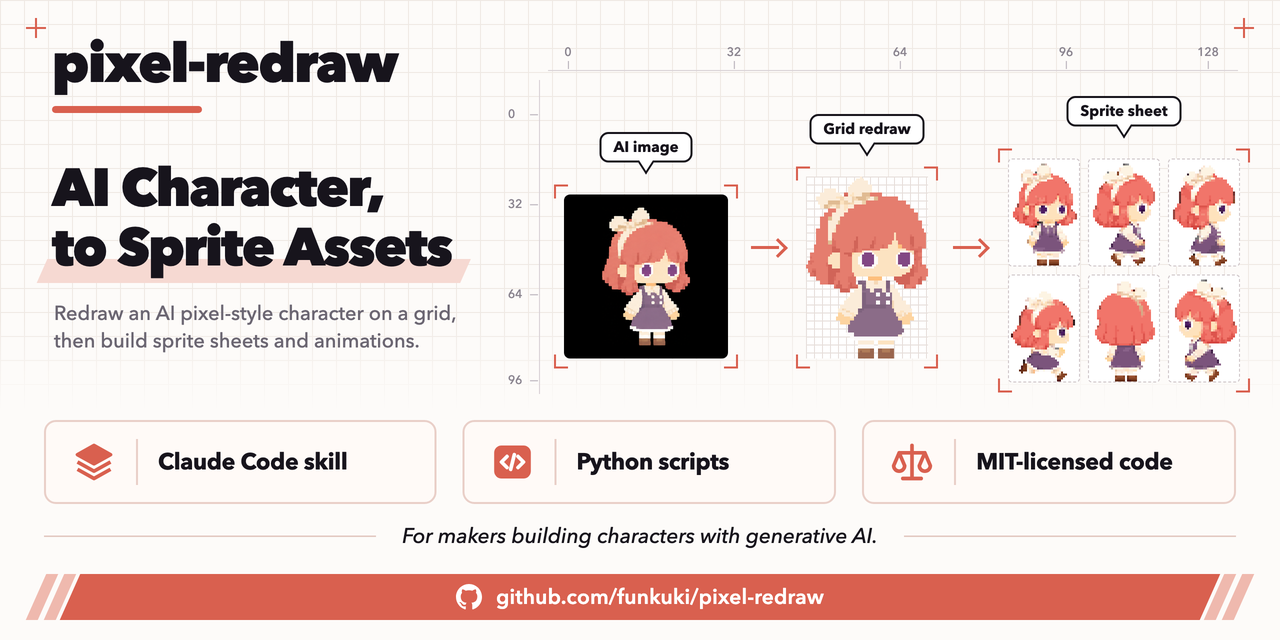 pixel-redraw
AI Character,
to Sprite Assets
Redraw an AI pixel-style character on a grid,
then build sprite sheets and animations.
0 32 64 96 128
0
32
64
96
AI image
Grid redraw
Sprite sheet
Claude Code skill
Python scripts
MIT-licensed code
For makers building characters with generative AI.
github.com/funkuki/pixel-redraw